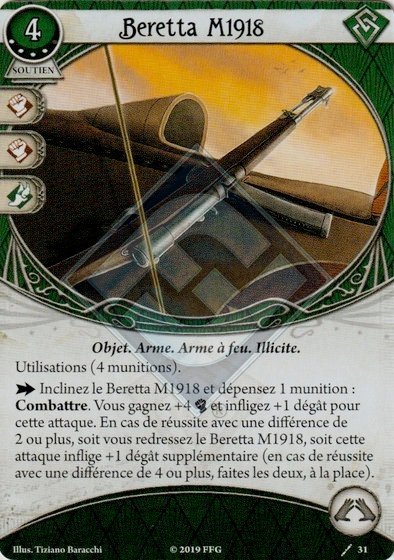 4
Beretta M1918
SOUTIEN
Objet. Arme. Arme à feu. Illicite.
Utilisations (4 munitions).
Inclinez le Beretta M1918 et dépensez 1 munition :
Combattre. Vous gagnez +4 et infligez +1 dégât pour
cette attaque. En cas de réussite avec une différence de
2 ou plus, soit vous redressez le Beretta M1918, soit cette
attaque inflige +1 dégât supplémentaire (en cas de réussite
avec une différence de 4 ou plus, faites les deux, à la place).
Illus. Tiziano Baracchi
© 2019 FFG
31